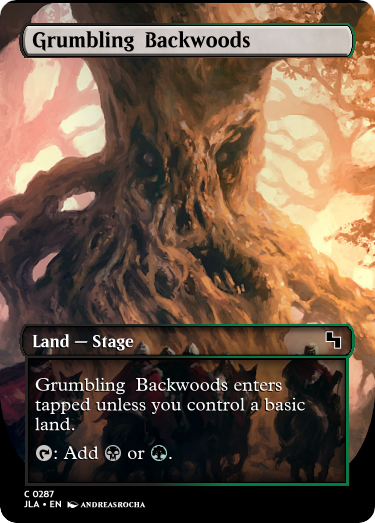 Grumbling Backwoods
Land — Stage
Grumbling Backwoods enters
tapped unless you control a basic
land.
: Add or .
C 0287
JLA • EN ANDREASROCHA